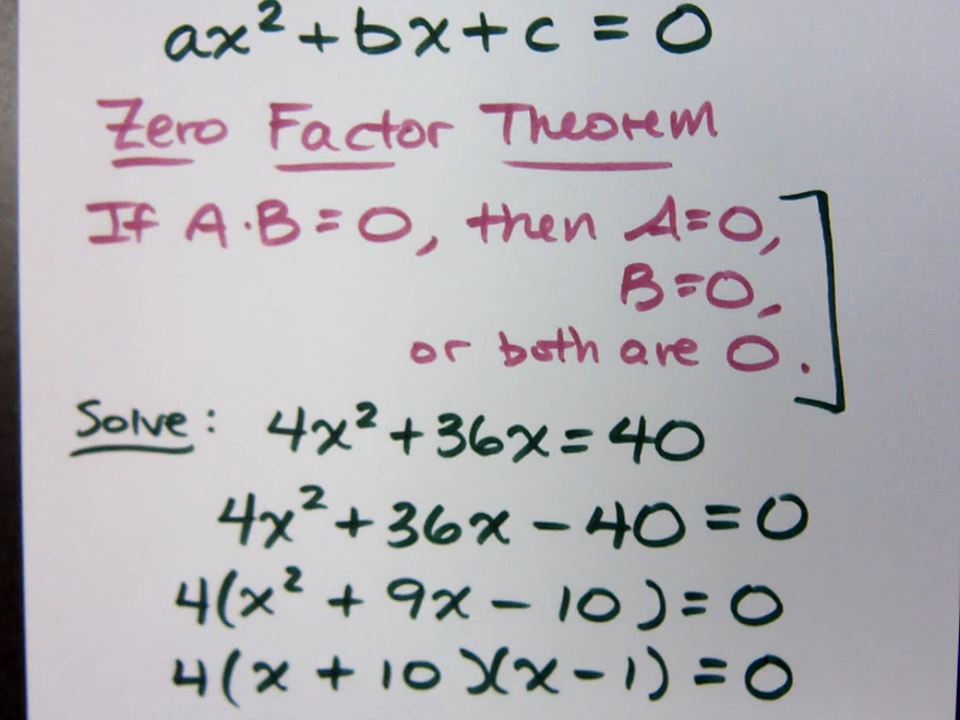 ax² + bx + c = 0
Zero Factor Theorem
If A·B = 0, then A=0,
B=0,
or both are 0.
Solve: 4x² + 36x = 40
4x² + 36x - 40 = 0
4(x² + 9x - 10) = 0
4(x + 10)(x - 1) = 0